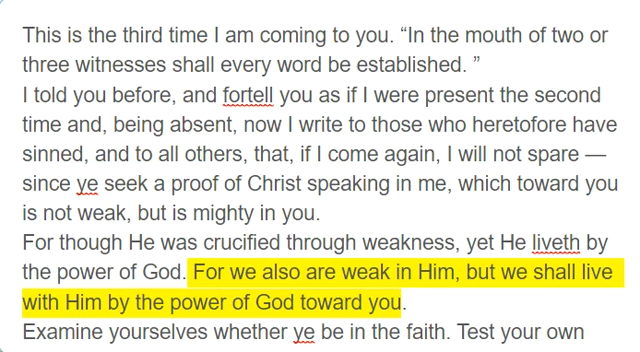 This is the third time I am coming to you. “In the mouth of two or
three witnesses shall every word be established. ”
I told you before, and fortell you as if I were present the second
time and, being absent, now I write to those who heretofore have
sinned, and to all others, that, if I come again, I will not spare —
since ye seek a proof of Christ speaking in me, which toward you
is not weak, but is mighty in you.
For though He was crucified through weakness, yet He liveth by
the power of God. For we also are weak in Him, but we shall live
with Him by the power of God toward you.
Examine yourselves whether ye be in the faith. Test your own